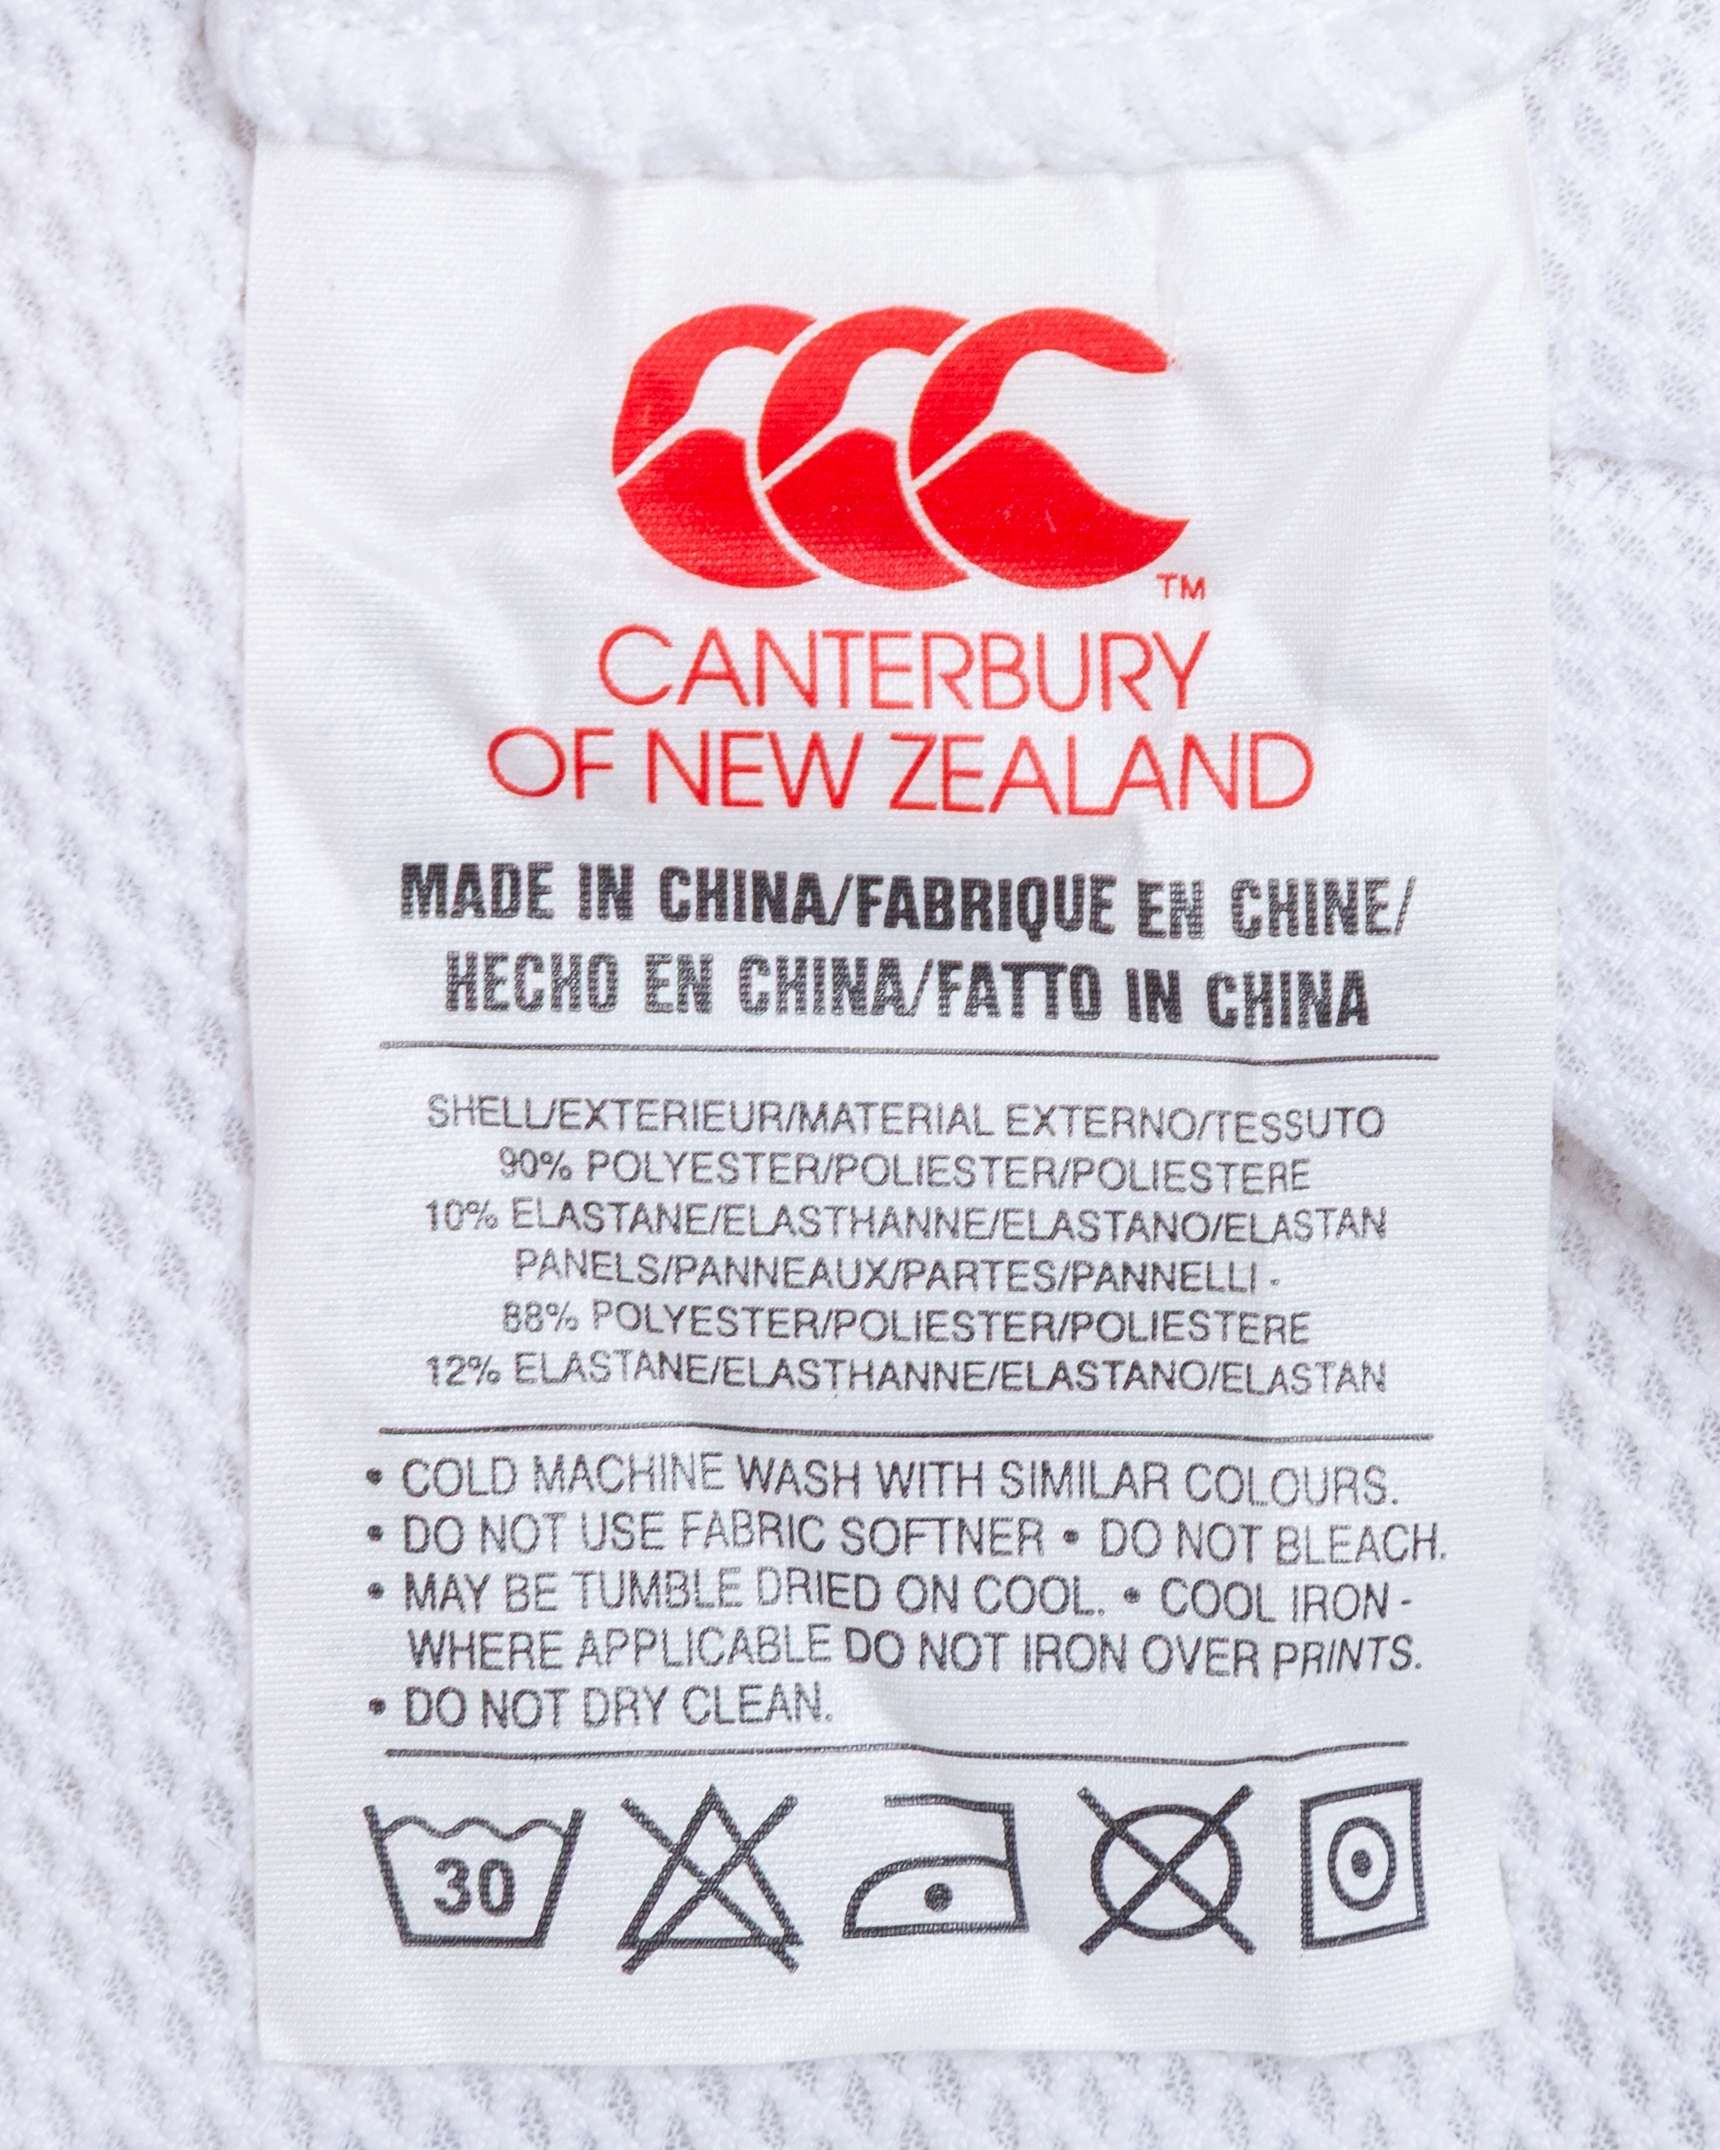 CCC
TM
CANTERBURY
OF NEW ZEALAND
MADE IN CHINA/FABRIQUE EN CHINE/
HECHO EN CHINA/FATTO IN CHINA
SHELL/EXTERIEUR/MATERIAL EXTERNO/TESSUTO
90% POLYESTER/POLIESTER/POLIESTERE
10% ELASTANE/ELASTHANNE/ELASTANO/ELASTAN
PANELS/PANNEAUX/PARTES/PANNELLI -
88% POLYESTER/POLIESTER/POLIESTERE
12% ELASTANE/ELASTHANNE/ELASTANO/ELASTAN
• COLD MACHINE WASH WITH SIMILAR COLOURS.
• DO NOT USE FABRIC SOFTNER • DO NOT BLEACH.
• MAY BE TUMBLE DRIED ON COOL. • COOL IRON -
WHERE APPLICABLE DO NOT IRON OVER PRINTS.
• DO NOT DRY CLEAN.
30